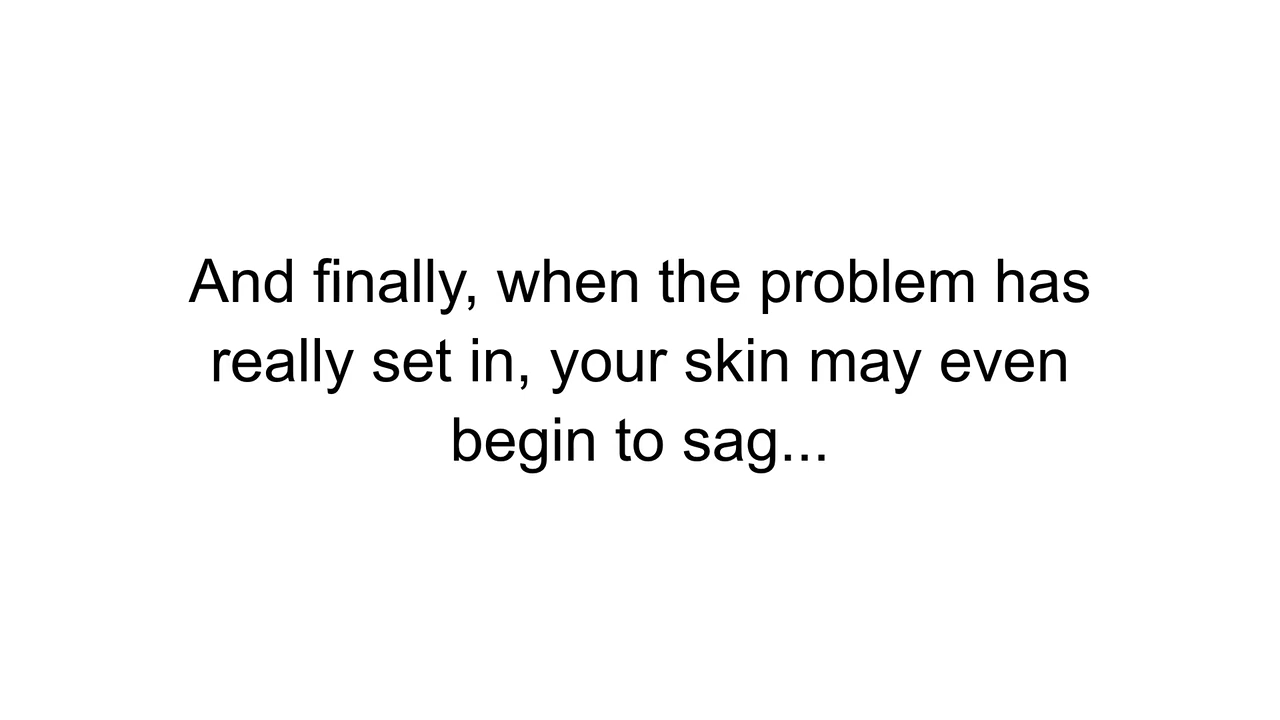 And finally, when the problem has
really set in, your skin may even
begin to sag...